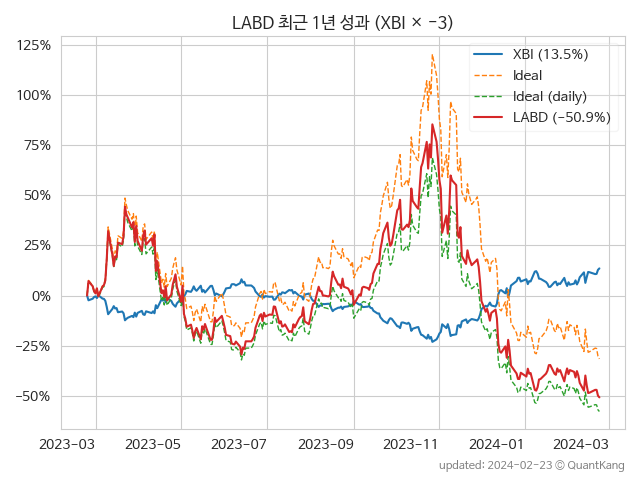 LABD 최근 1년 성과 (XBI × −3)
XBI (13.5%)
Ideal
Ideal (daily)
LABD (−50.9%)
125%
100%
75%
50%
25%
0%
−25%
−50%
2023-03 2023-05 2023-07 2023-09 2023-11 2024-01 2024-03
updated: 2024-02-23 © QuantKang